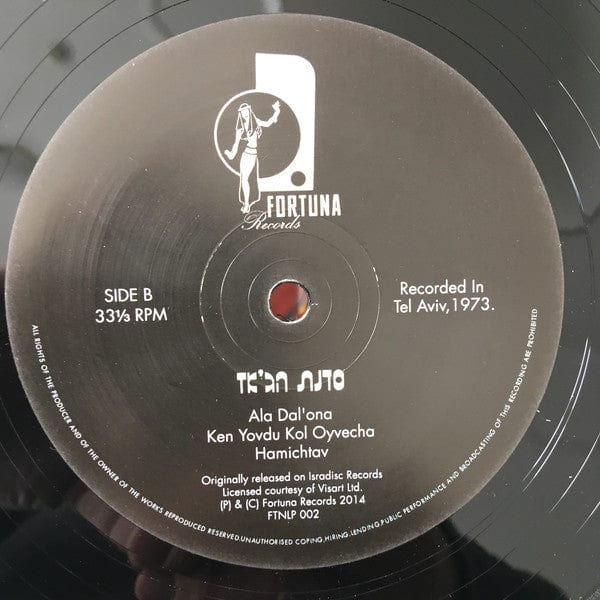 FORTUNA
Records
SIDE B
33⅓ RPM
Recorded In
Tel Aviv,1973.
סדנת הג'אז
Ala Dal'ona
Ken Yovdu Kol Oyvecha
Hamichtav
Originally released on Isradisc Records
Licensed courtesy of Visart Ltd.
(P) & (C) Fortuna Records 2014
FTNLP 002
ALL RIGHTS OF THE PRODUCER AND OF THE OWNER OF THE WORKS REPRODUCED RESERVED.UNAUTHORISED COPING,HIRING,LENDING,PUBLIC PERFORMANCE AND BROADCASTING OF THIS RECORDING ARE PROHIBITED